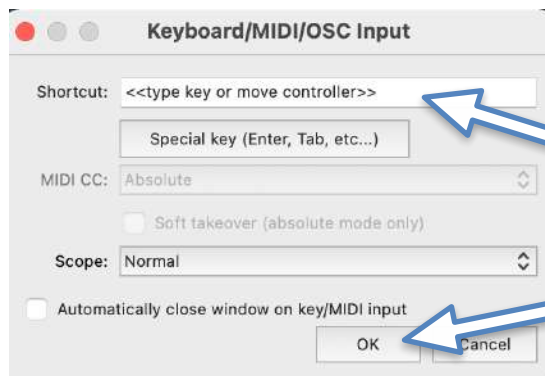 Keyboard/MIDI/OSC Input
Shortcut: <<type key or move controller>>
Special key (Enter, Tab, etc...)
MIDI CC: Absolute
Soft takeover (absolute mode only)
Scope: Normal
Automatically close window on key/MIDI input
OK Cancel